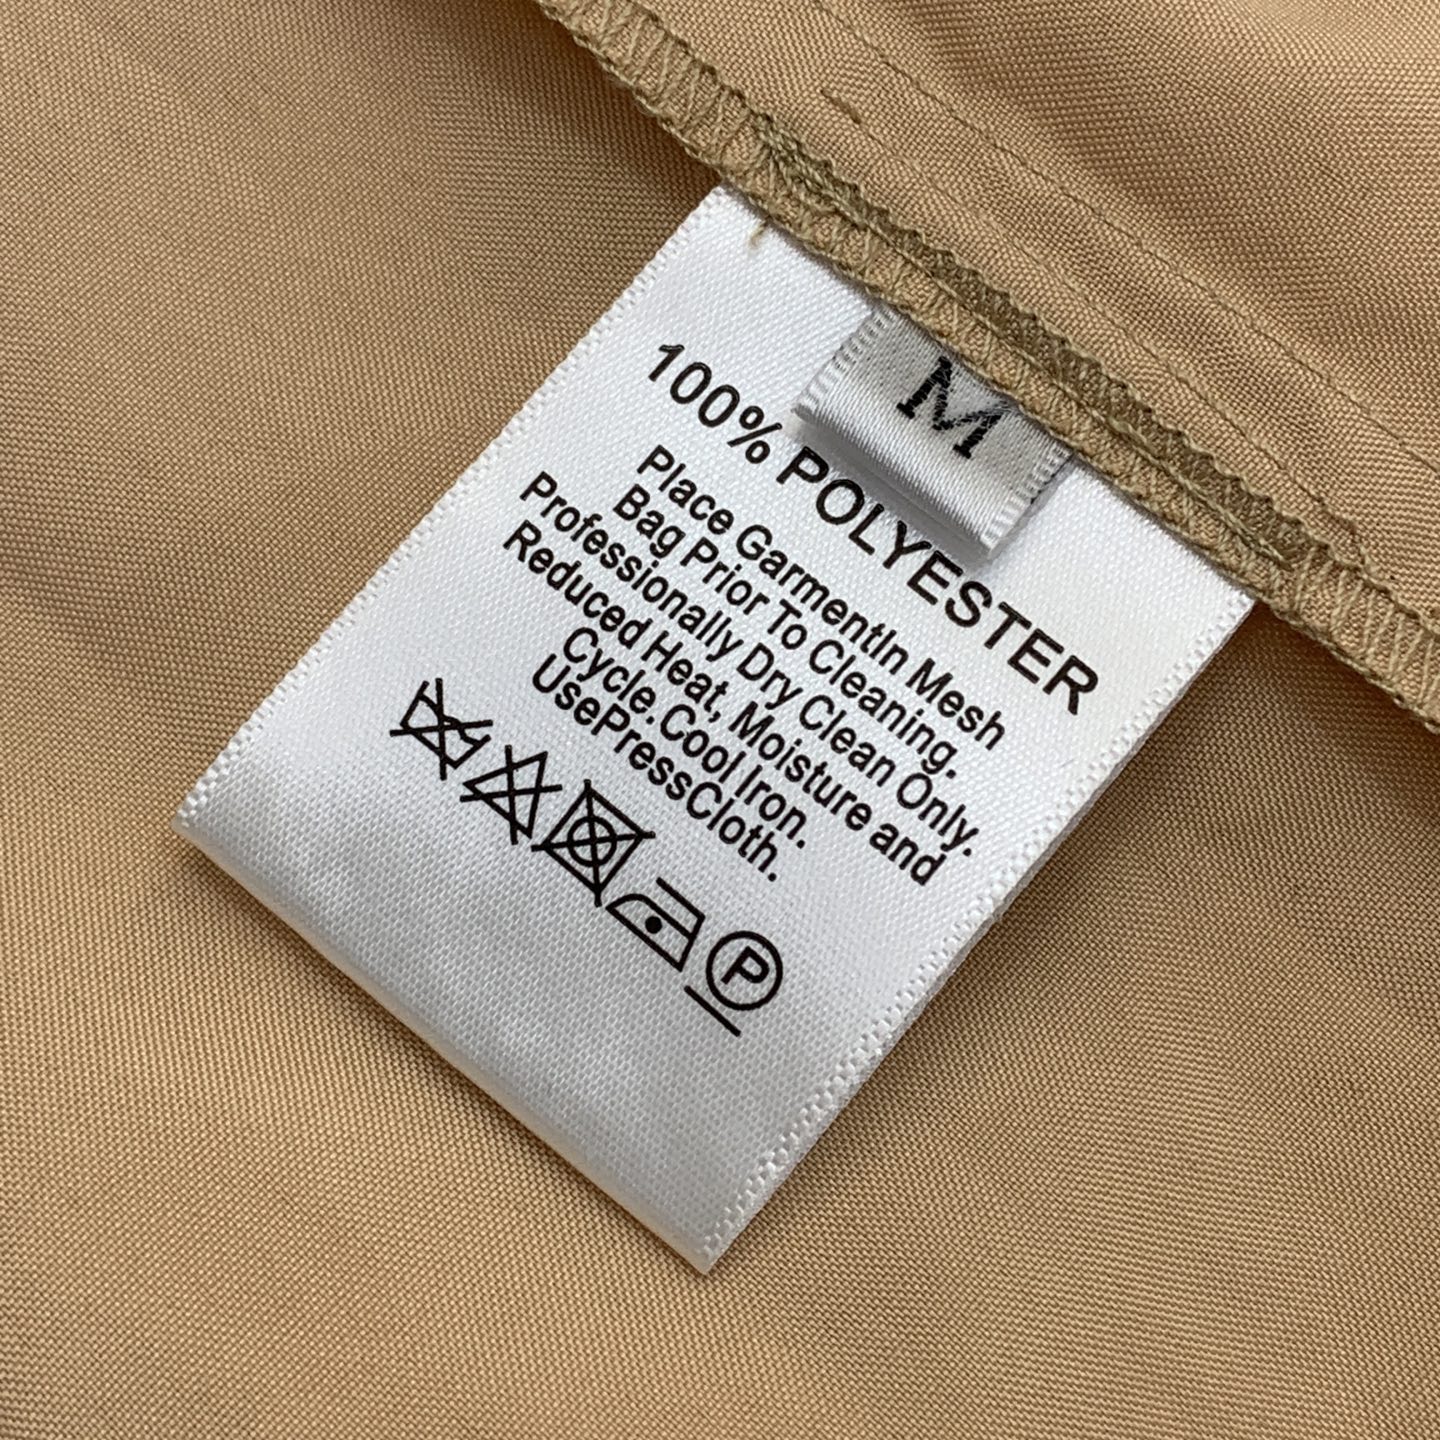 M
100% POLYESTER
Place GarmentIn Mesh
Bag Prior To Cleaning.
Professionally Dry Clean Only.
Reduced Heat, Moisture and
Cycle.Cool Iron.
UsePressCloth.
P